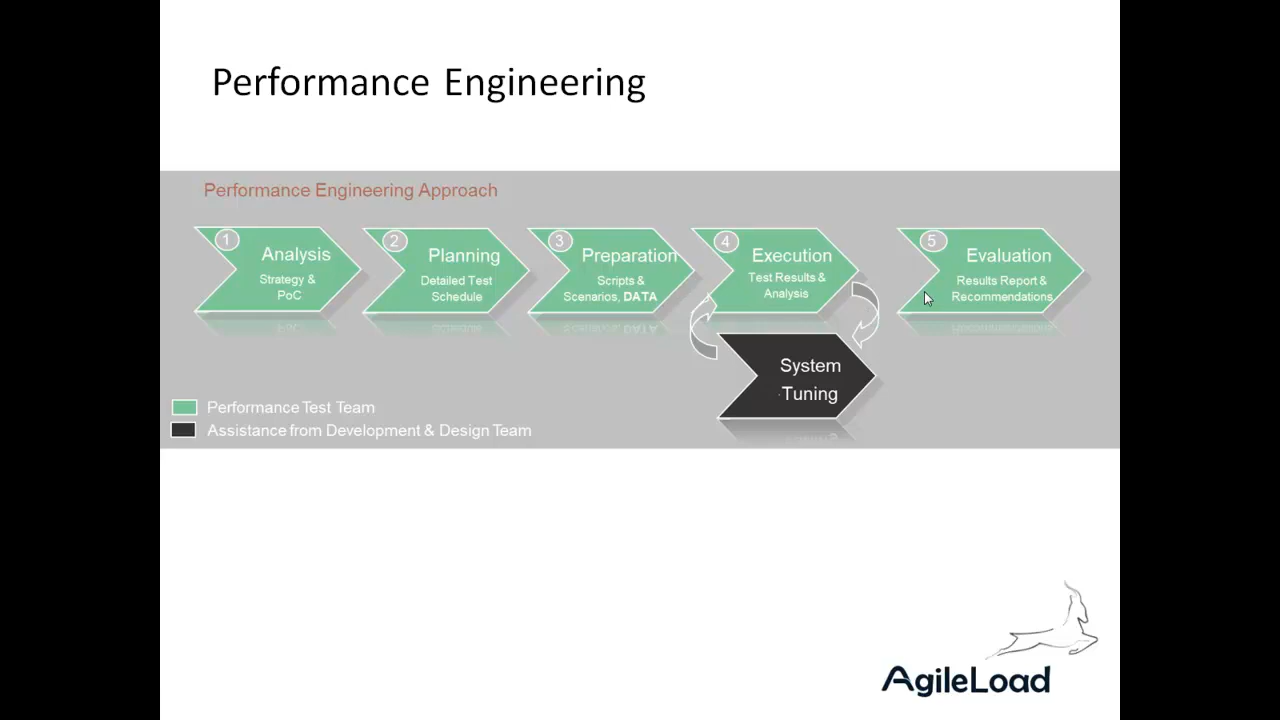 Performance Engineering
Performance Engineering Approach
1
Analysis
Strategy &
PoC
2
Planning
Detailed Test
Schedule
3
Preparation
Scripts &
Scenarios, DATA
4
Execution
Test Results &
Analysis
5
Evaluation
Results Report &
Recommendations
System
Tuning
Performance Test Team
Assistance from Development & Design Team
AgileLoad